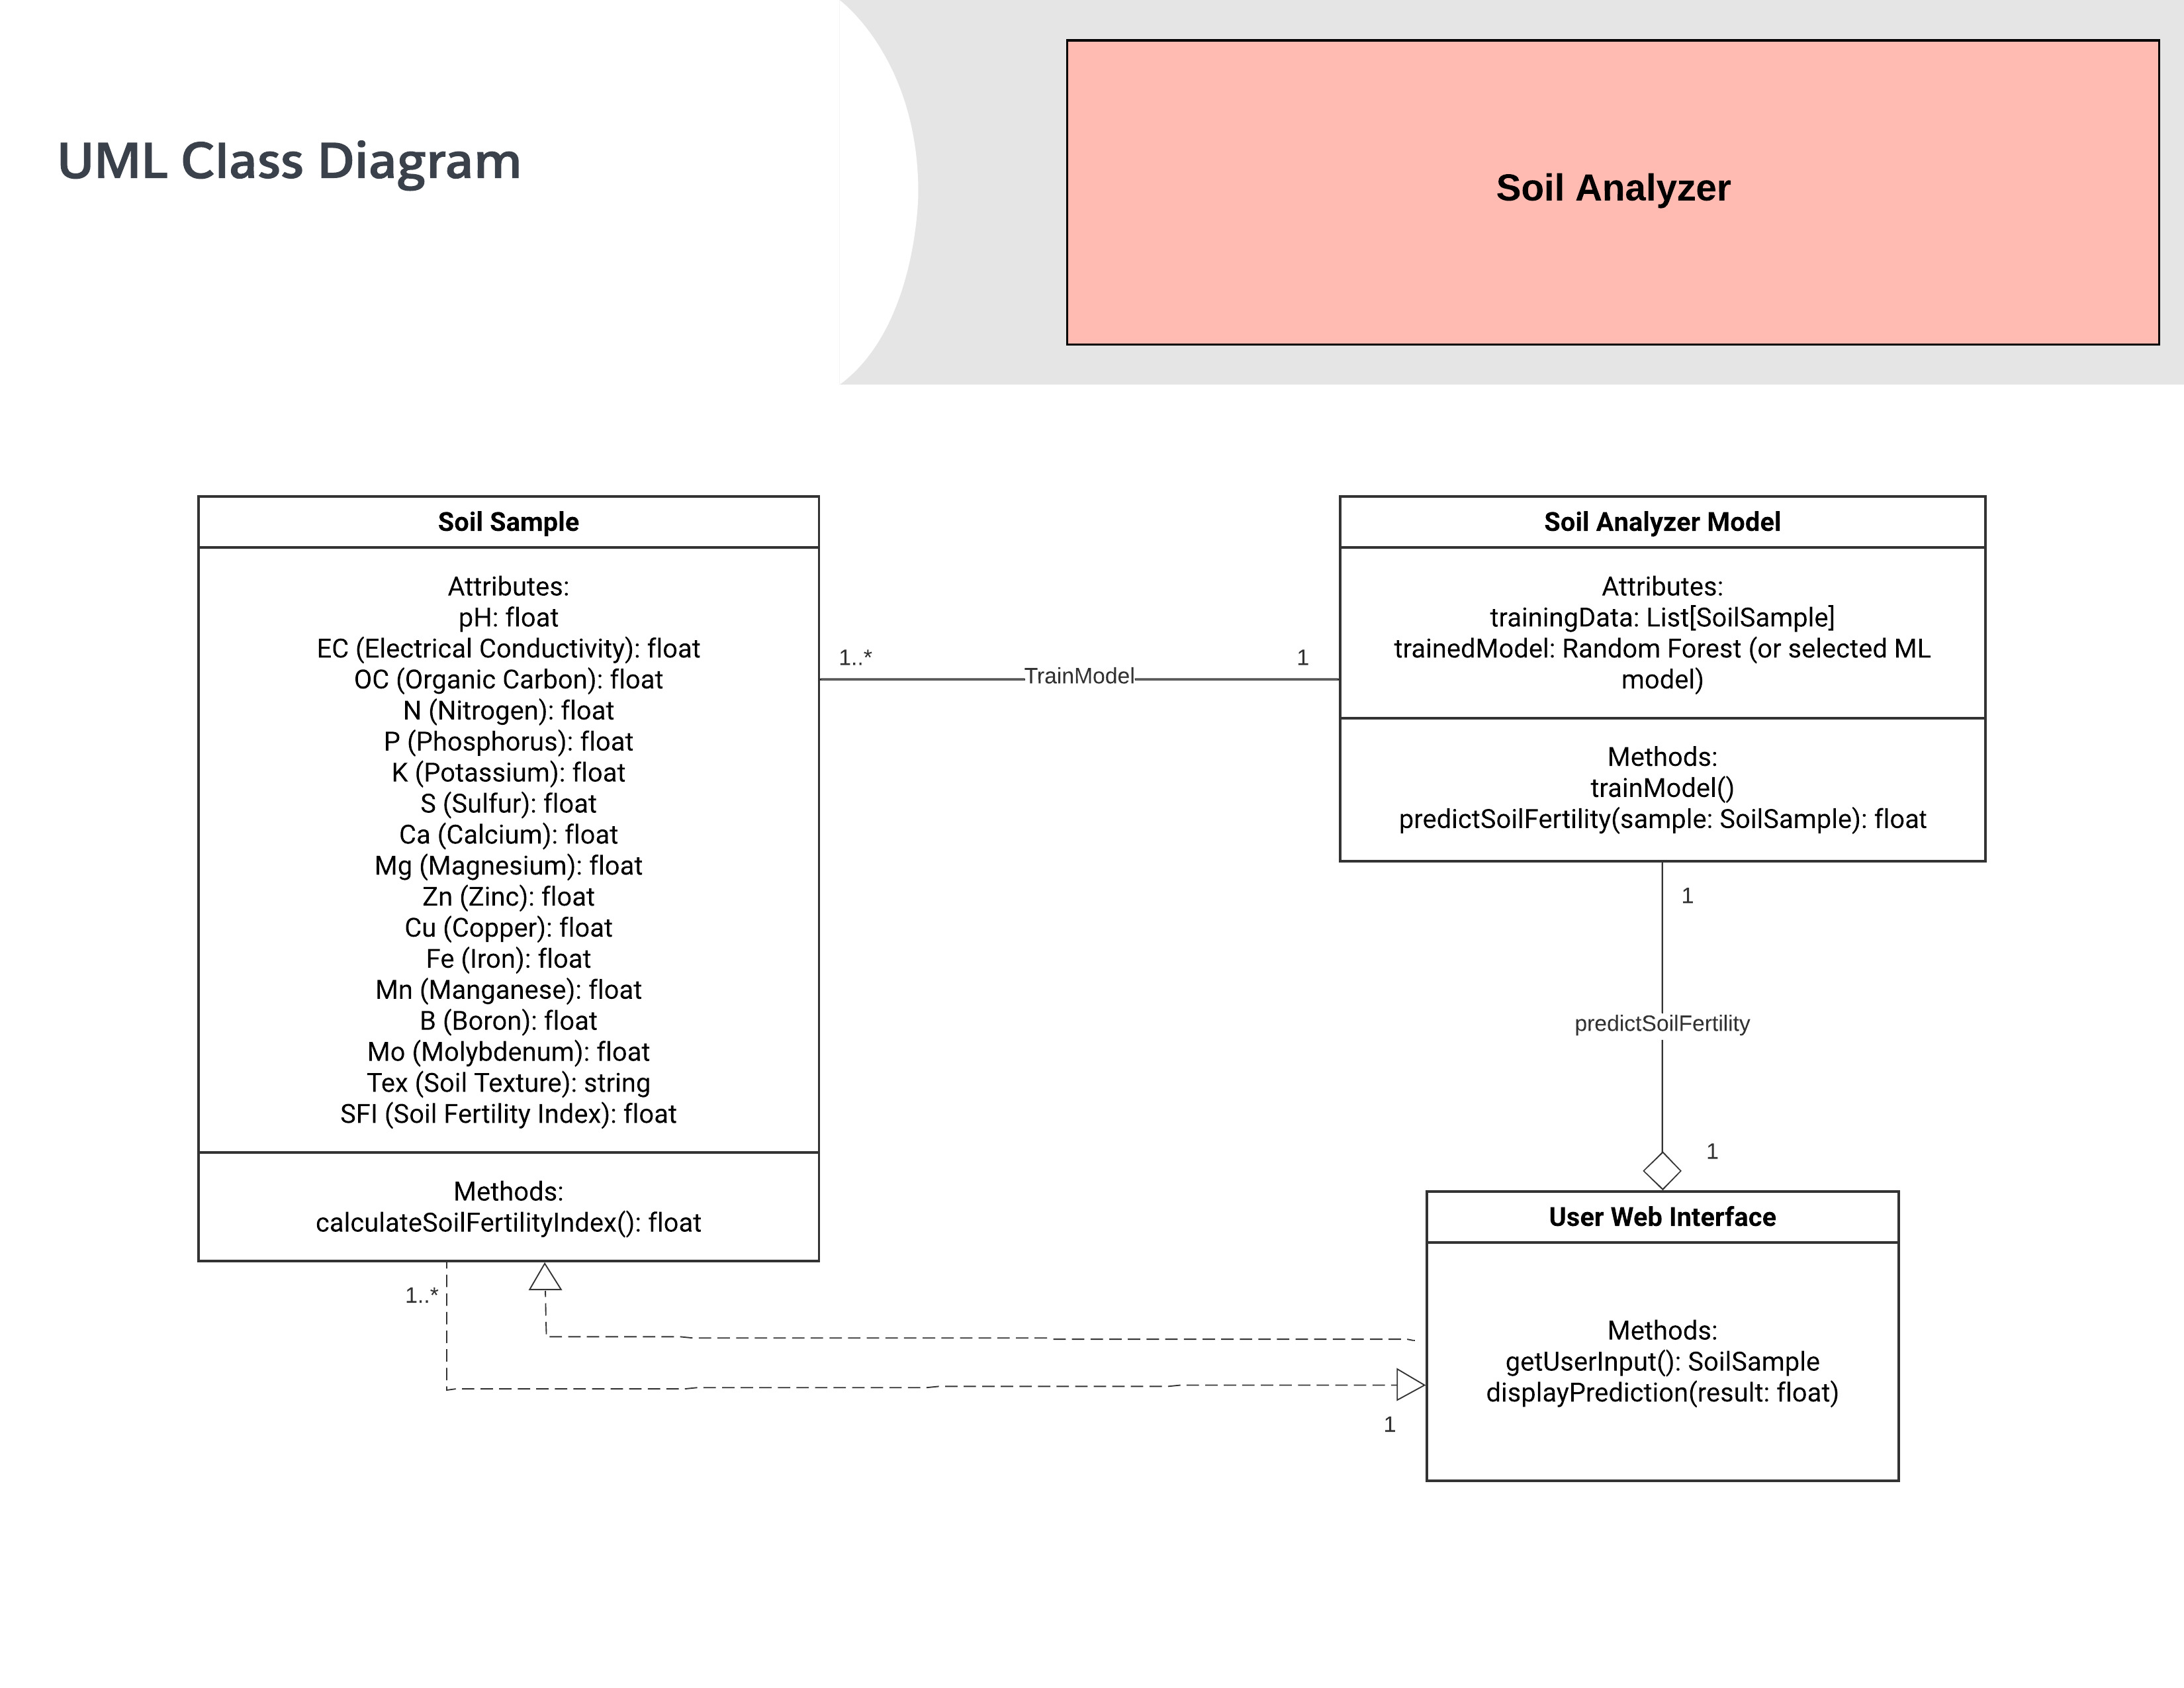 UML Class Diagram
Soil Analyzer
Soil Sample
Attributes:
pH: float
EC (Electrical Conductivity): float
OC (Organic Carbon): float
N (Nitrogen): float
P (Phosphorus): float
K (Potassium): float
S (Sulfur): float
Ca (Calcium): float
Mg (Magnesium): float
Zn (Zinc): float
Cu (Copper): float
Fe (Iron): float
Mn (Manganese): float
B (Boron): float
Mo (Molybdenum): float
Tex (Soil Texture): string
SFI (Soil Fertility Index): float
Methods:
calculateSoilFertilityIndex(): float
1..*
TrainModel
1
Soil Analyzer Model
Attributes:
trainingData: List[SoilSample]
trainedModel: Random Forest (or selected ML
model)
Methods:
trainModel()
predictSoilFertility(sample: SoilSample): float
1
predictSoilFertility
1
User Web Interface
Methods:
getUserInput(): SoilSample
displayPrediction(result: float)
1..*
1